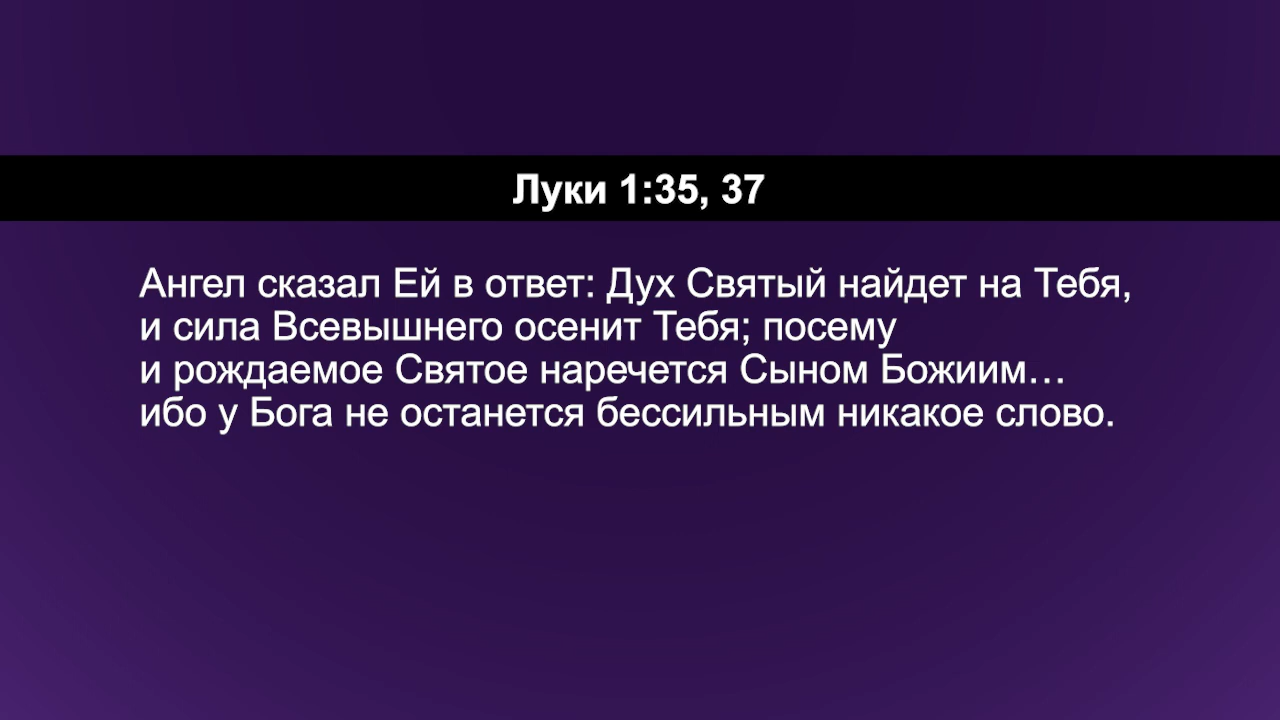 Луки 1:35, 37
Ангел сказал Ей в ответ: Дух Святый найдет на Тебя,
и сила Всевышнего осенит Тебя; посему
и рождаемое Святое наречется Сыном Божиим…
ибо у Бога не останется бессильным никакое слово.